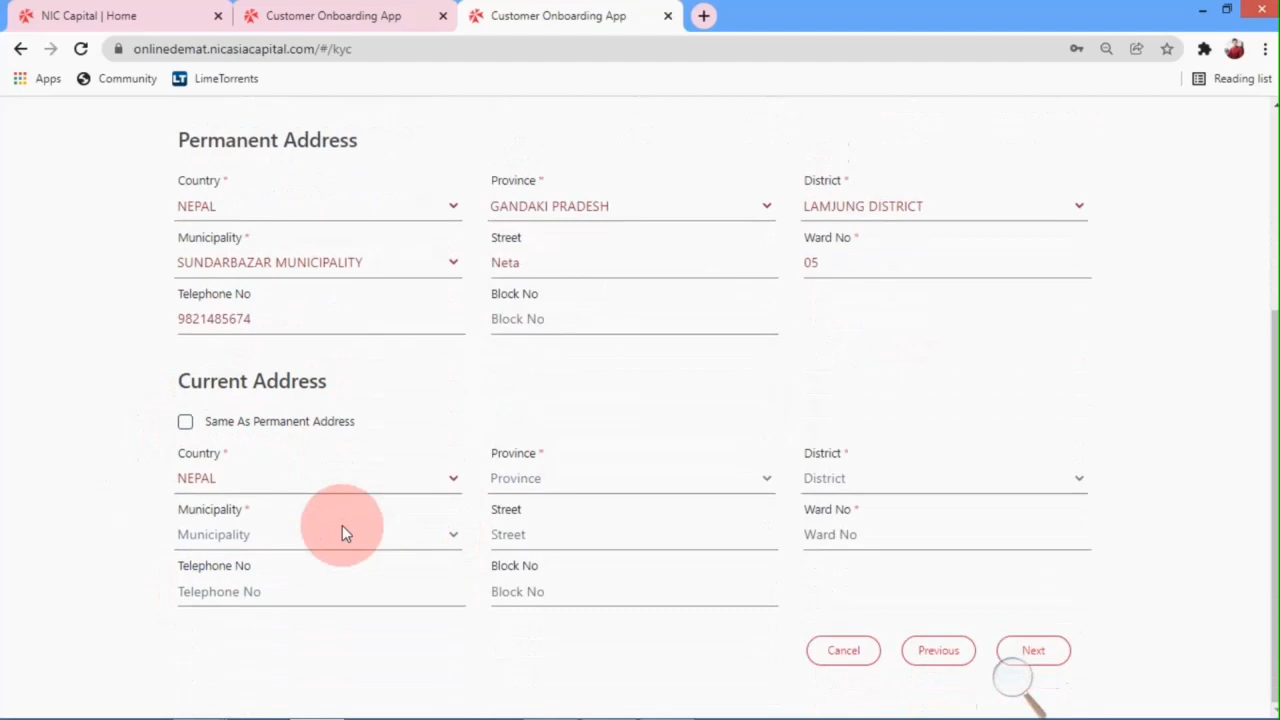 NIC Capital | Home
Customer Onboarding App
Customer Onboarding App
onlinedemat.nicasiacapital.com/#/kyc
Apps
Community
LT LimeTorrents
Reading list
Permanent Address
Country * Province * District *
NEPAL GANDAKI PRADESH LAMJUNG DISTRICT
Municipality * Street Ward No *
SUNDARBAZAR MUNICIPALITY Neta 05
Telephone No Block No
9821485674 Block No
Current Address
Same As Permanent Address
Country * Province * District *
NEPAL Province District
Municipality * Street Ward No *
Municipality Street Ward No
Telephone No Block No
Telephone No Block No
Cancel Previous Next